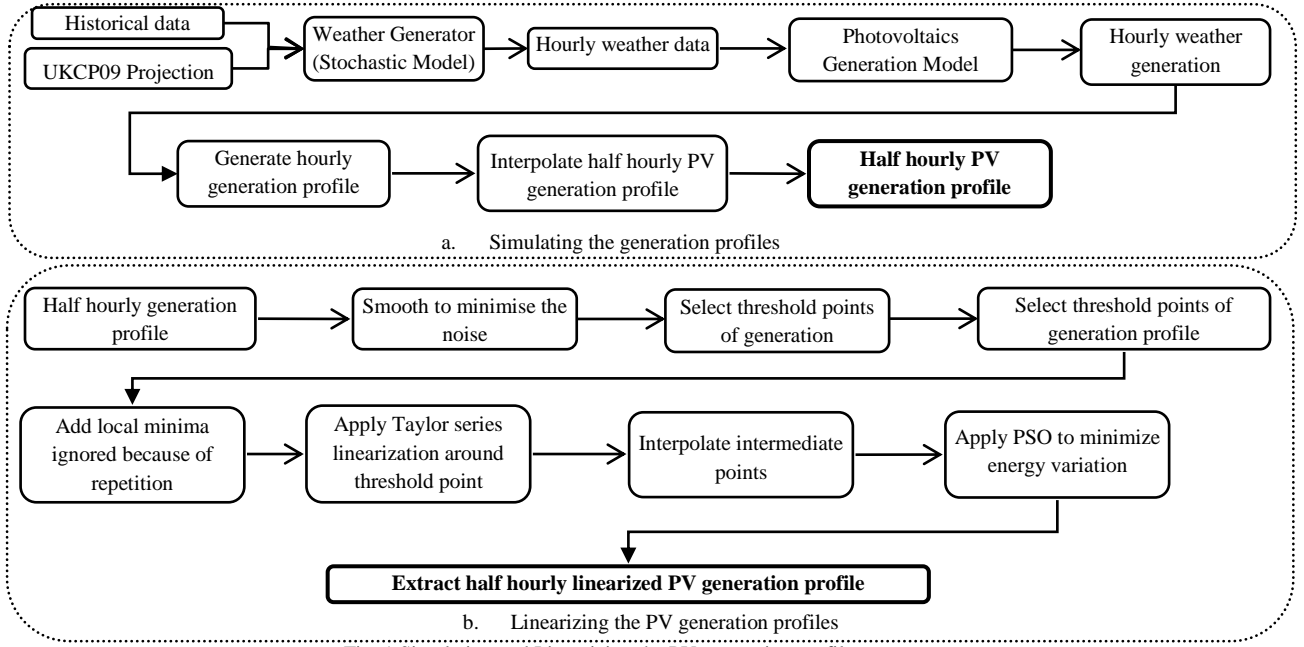 Historical data
UKCP09 Projection
Weather Generator
(Stochastic Model)
Hourly weather data
Photovoltaics
Generation Model
Hourly weather
generation
Generate hourly
generation profile
Interpolate half hourly PV
generation profile
Half hourly PV
generation profile
a. Simulating the generation profiles
Half hourly generation
profile
Smooth to minimise the
noise
Select threshold points
of generation
Select threshold points of
generation profile
Add local minima
ignored because of
repetition
Apply Taylor series
linearization around
threshold point
Interpolate intermediate
points
Apply PSO to minimize
energy variation
Extract half hourly linearized PV generation profile
b. Linearizing the PV generation profiles